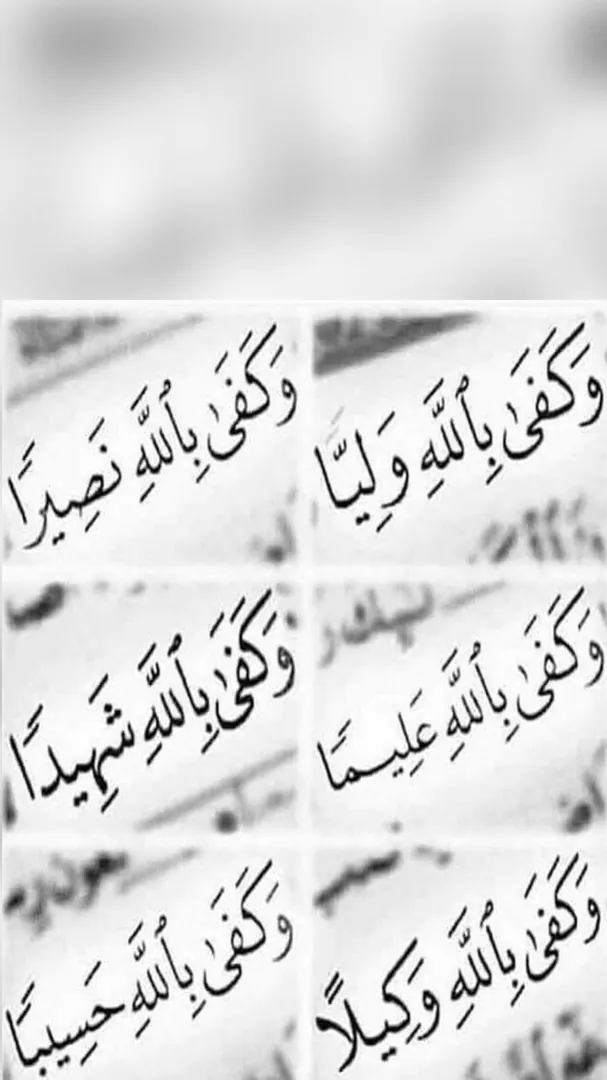 وَكَفَىٰ بِٱللَّهِ وَلِيًّا
وَكَفَىٰ بِٱللَّهِ نَصِيرًا
وَكَفَىٰ بِٱللَّهِ عَلِيمًا
وَكَفَىٰ بِٱللَّهِ شَهِيدًا
وَكَفَىٰ بِٱللَّهِ وَكِيلًا
وَكَفَىٰ بِٱللَّهِ حَسِيبًا